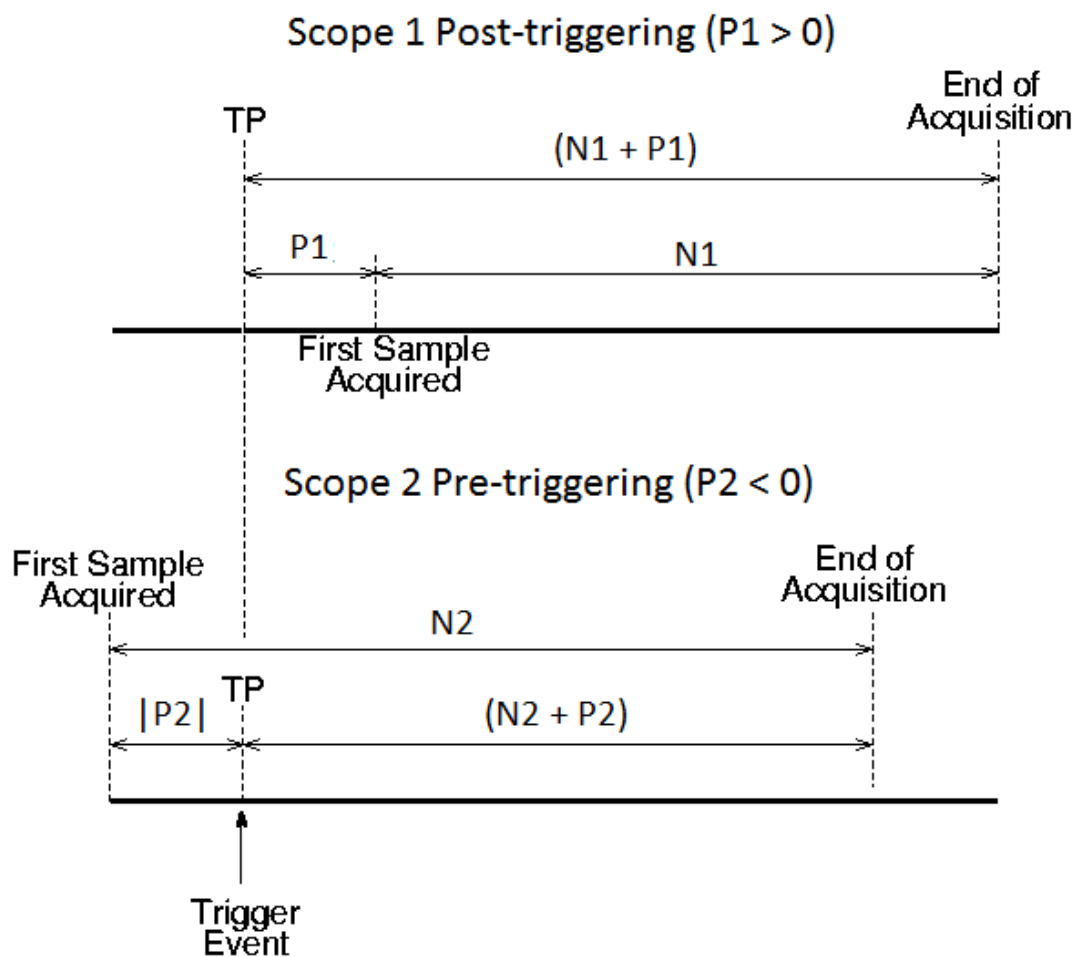 Scope 1 Post-triggering (P1 > 0)
TP
End of
Acquisition
(N1 + P1)
P1
N1
First Sample
Acquired
Scope 2 Pre-triggering (P2 < 0)
First Sample
Acquired
End of
Acquisition
N2
TP
|P2|
(N2 + P2)
Trigger
Event